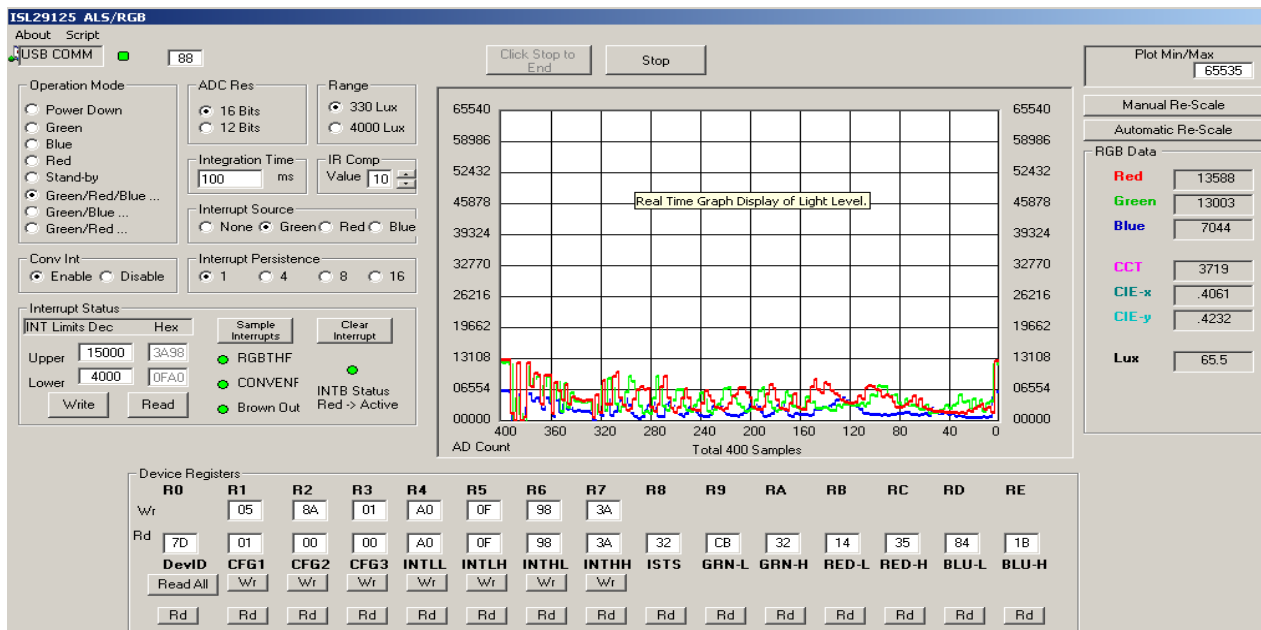 ISL29125 ALS/RGB
About Script
USB COMM 88
Click Stop to End
Stop
Plot Min/Max
65535
Manual Re-Scale
Automatic Re-Scale
Operation Mode
Power Down
Green
Blue
Red
Stand-by
Green/Red/Blue ...
Green/Blue ...
Green/Red ...
ADC Res
16 Bits
12 Bits
Range
330 Lux
4000 Lux
Integration Time
100 ms
IR Comp
Value 10
Interrupt Source
None Green Red Blue
Conv Int
Enable Disable
Interrupt Persistence
1 4 8 16
Interrupt Status
INT Limits Dec Hex
Upper 15000 3A98
Lower 4000 0FA0
Write Read
Sample Interrupts
Clear Interrupt
RGBTHF
CONVENF
Brown Out
INTB Status
Red -> Active
65540 65540
58986 58986
52432 52432
45878 45878
39324 39324
32770 32770
26216 26216
19662 19662
13108 13108
06554 06554
00000 00000
Real Time Graph Display of Light Level.
400 360 320 280 240 200 160 120 80 40 0
AD Count
Total 400 Samples
RGB Data
Red 13588
Green 13003
Blue 7044
CCT 3719
CIE-x .4061
CIE-y .4232
Lux 65.5
Device Registers
R0 R1 R2 R3 R4 R5 R6 R7 R8 R9 RA RB RC RD RE
Wr 05 8A 01 A0 0F 98 3A
Rd 7D 01 00 00 A0 0F 98 3A 32 CB 32 14 35 84 1B
DevID CFG1 CFG2 CFG3 INTLL INTLH INTHL INTHH ISTS GRN-L GRN-H RED-L RED-H BLU-L BLU-H
Read All Wr Wr Wr Wr Wr Wr Wr
Rd Rd Rd Rd Rd Rd Rd Rd Rd Rd Rd Rd Rd Rd Rd